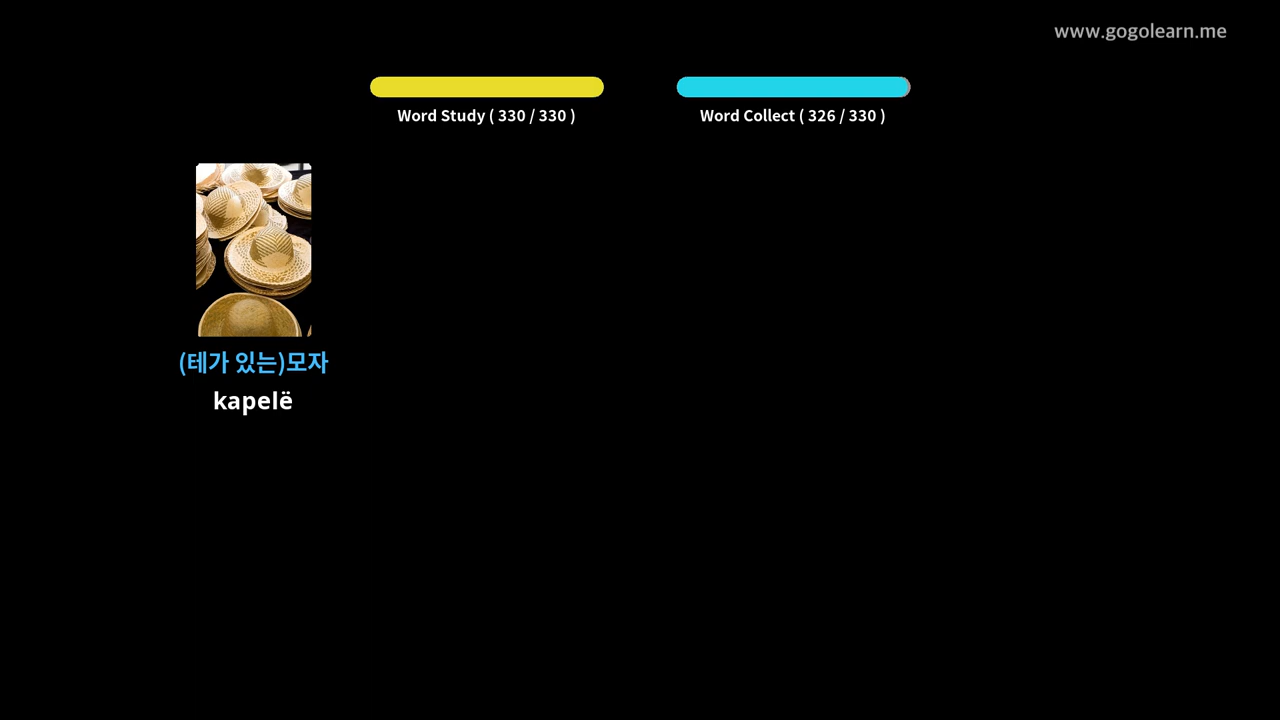 www.gogolearn.me
Word Study ( 330 / 330 )
Word Collect ( 326 / 330 )
(테가 있는)모자
kapelë